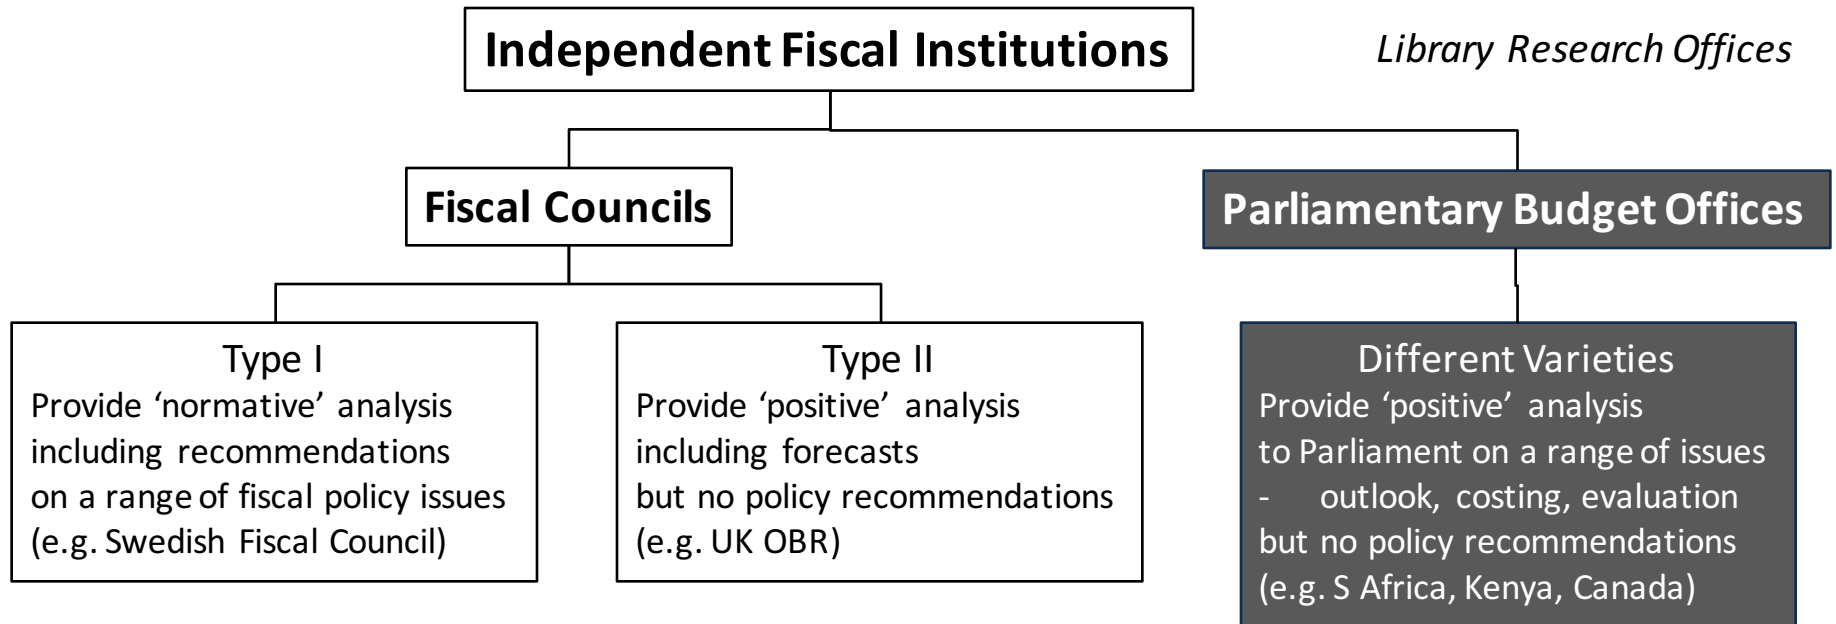 Independent Fiscal Institutions
Library Research Offices
Fiscal Councils
Parliamentary Budget Offices
Type I
Provide ‘normative’ analysis
including recommendations
on a range of fiscal policy issues
(e.g. Swedish Fiscal Council)
Type II
Provide ‘positive’ analysis
including forecasts
but no policy recommendations
(e.g. UK OBR)
Different Varieties
Provide ‘positive’ analysis
to Parliament on a range of issues
- outlook, costing, evaluation
but no policy recommendations
(e.g. S Africa, Kenya, Canada)